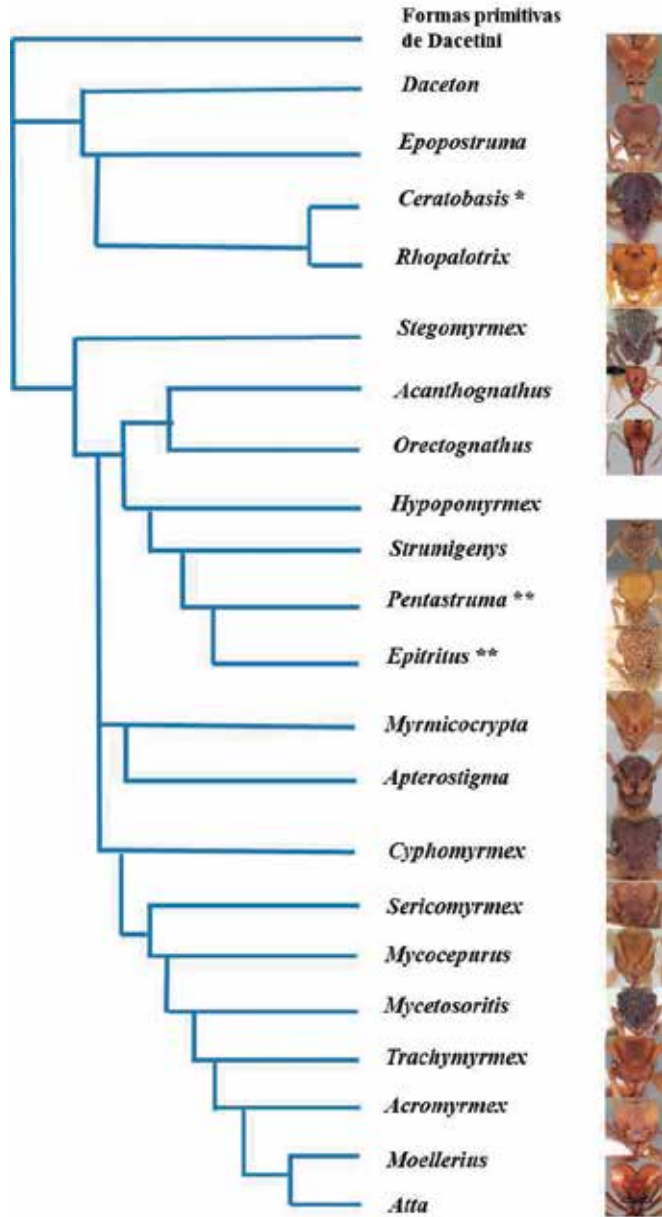 Formas primitivas
de Dacetini
Daceton
Epopostruma
Ceratobasis *
Rhopalotrix
Stegomyrmex
Acanthognathus
Orectognathus
Hypopomyrmex
Strumigenys
Pentastruma **
Epitritus **
Myrmicocrypta
Apterostigma
Cyphomyrmex
Sericomyrmex
Mycocepurus
Mycetosoritis
Trachymyrmex
Acromyrmex
Moellerius
Atta